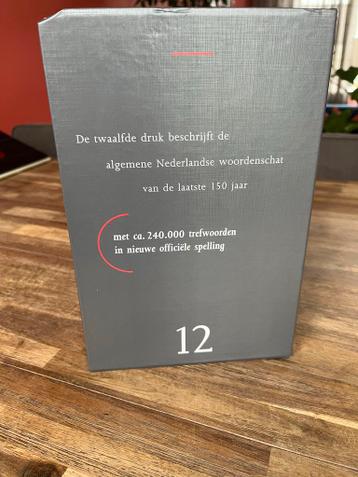 De twaalfde druk beschrijft de
algemene Nederlandse woordenschat
van de laatste 150 jaar
met ca. 240.000 trefwoorden
in nieuwe officiële spelling
12